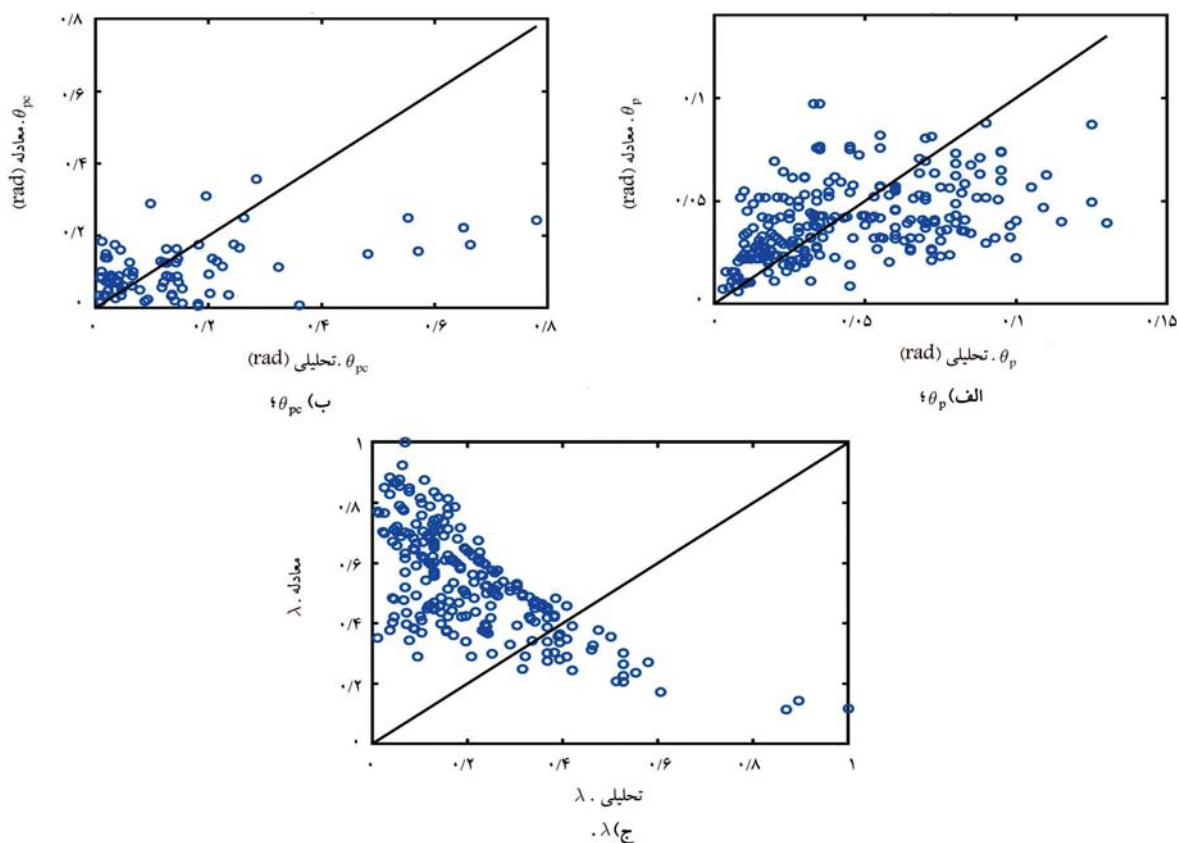 ۰/۱
۰/۰۵
۰
۰ ۰/۰۵ ۰/۱ ۰/۱۵
معادله . θp (rad)
تحلیلی . θp (rad)
الف) θp؛
۰/۸
۰/۶
۰/۴
۰/۲
۰
۰ ۰/۲ ۰/۴ ۰/۶ ۰/۸
معادله . θpc (rad)
تحلیلی . θpc (rad)
ب) θpc؛
۱
۰/۸
۰/۶
۰/۴
۰/۲
۰
۰ ۰/۲ ۰/۴ ۰/۶ ۰/۸ ۱
معادله . λ
تحلیلی . λ
ج) λ .